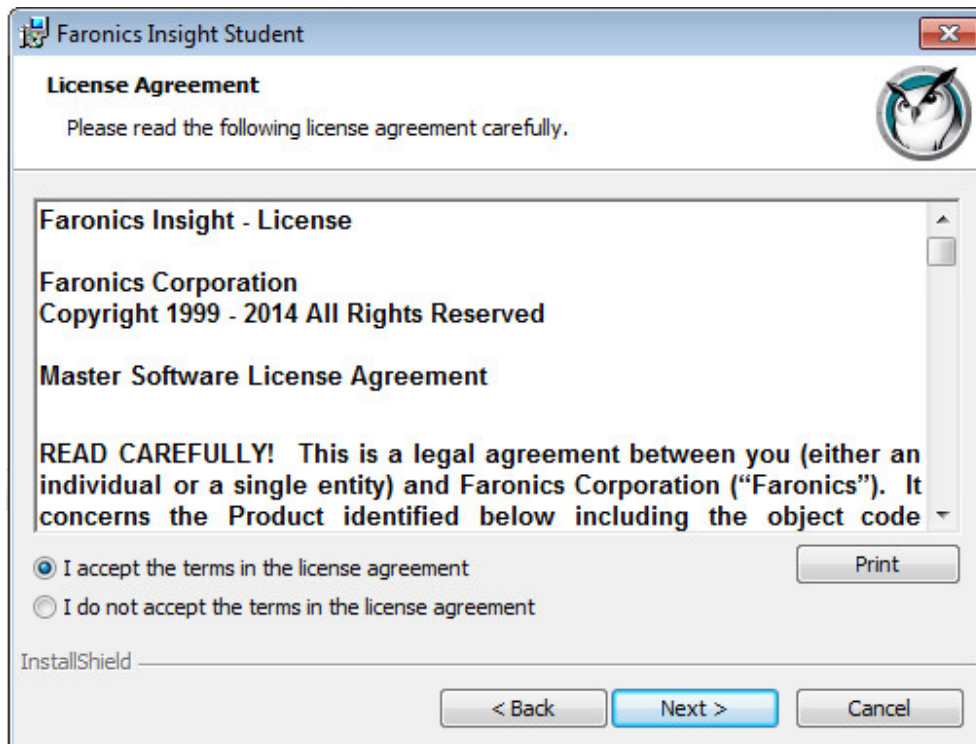 Faronics Insight Student
License Agreement
Please read the following license agreement carefully.
Faronics Insight - License
Faronics Corporation
Copyright 1999 - 2014 All Rights Reserved
Master Software License Agreement
READ CAREFULLY! This is a legal agreement between you (either an
individual or a single entity) and Faronics Corporation (“Faronics”). It
concerns the Product identified below including the object code
I accept the terms in the license agreement
Print
I do not accept the terms in the license agreement
InstallShield
< Back
Next >
Cancel